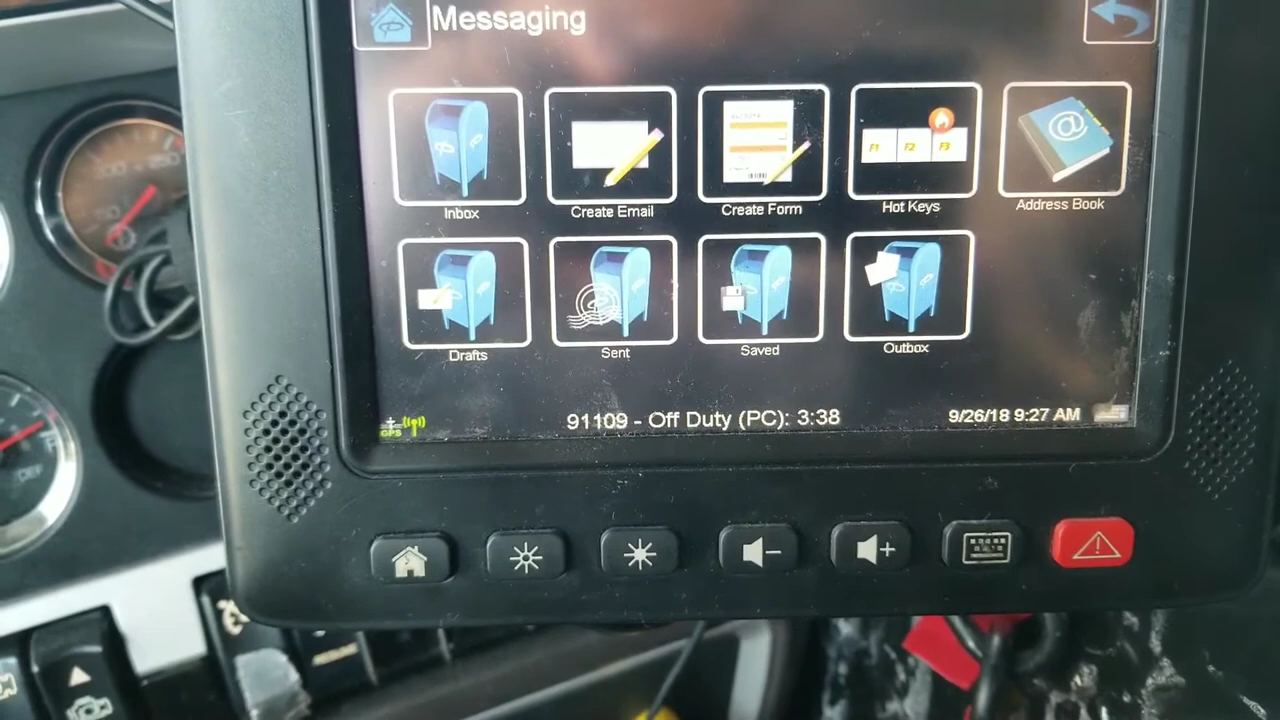 Messaging
F1 F2 F3
@
Inbox
Create Email
Create Form
Hot Keys
Address Book
Drafts
Sent
Saved
Outbox
GPS
91109 - Off Duty (PC): 3:38
9/26/18 9:27 AM